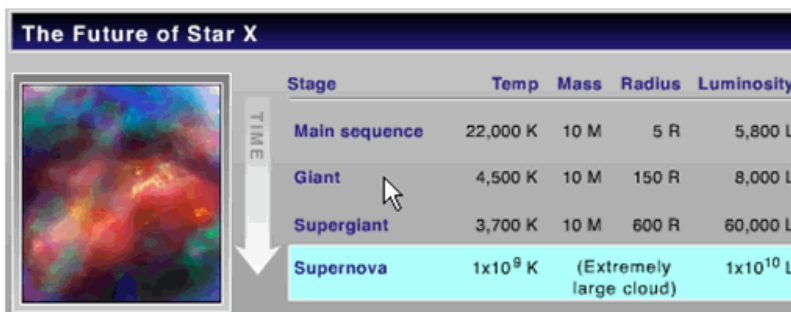 The Future of Star X
Stage Temp Mass Radius Luminosity
TIME
Main sequence 22,000 K 10 M 5 R 5,800 L
Giant 4,500 K 10 M 150 R 8,000 L
Supergiant 3,700 K 10 M 600 R 60,000 L
Supernova 1x10⁹ K (Extremely 1x10¹⁰ L
large cloud)